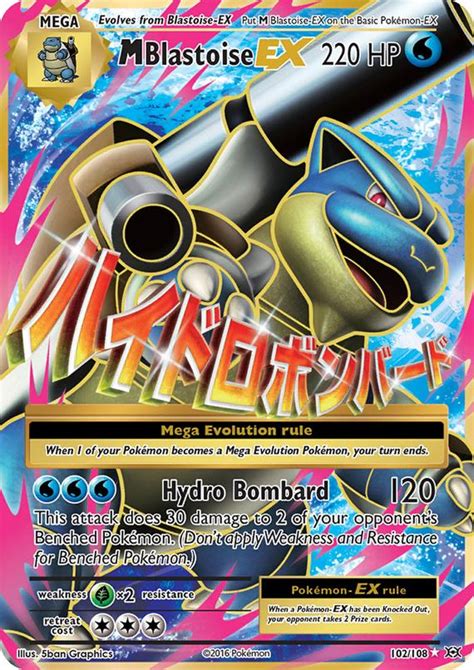 MEGA
Evolves from Blastoise-EX
Put M Blastoise-EX on the Basic Pokémon-EX
M Blastoise EX 220 HP
ハイドロボンバード
Mega Evolution rule
When 1 of your Pokémon becomes a Mega Evolution Pokémon, your turn ends.
Hydro Bombard 120
This attack does 30 damage to 2 of your opponent's
Benched Pokémon. (Don't apply Weakness and Resistance
for Benched Pokémon.)
weakness ×2 resistance
retreat
cost
Pokémon-EX rule
When a Pokémon-EX has been Knocked Out,
your opponent takes 2 Prize cards.
Illus. 5ban Graphics
©2016 Pokémon
102/108